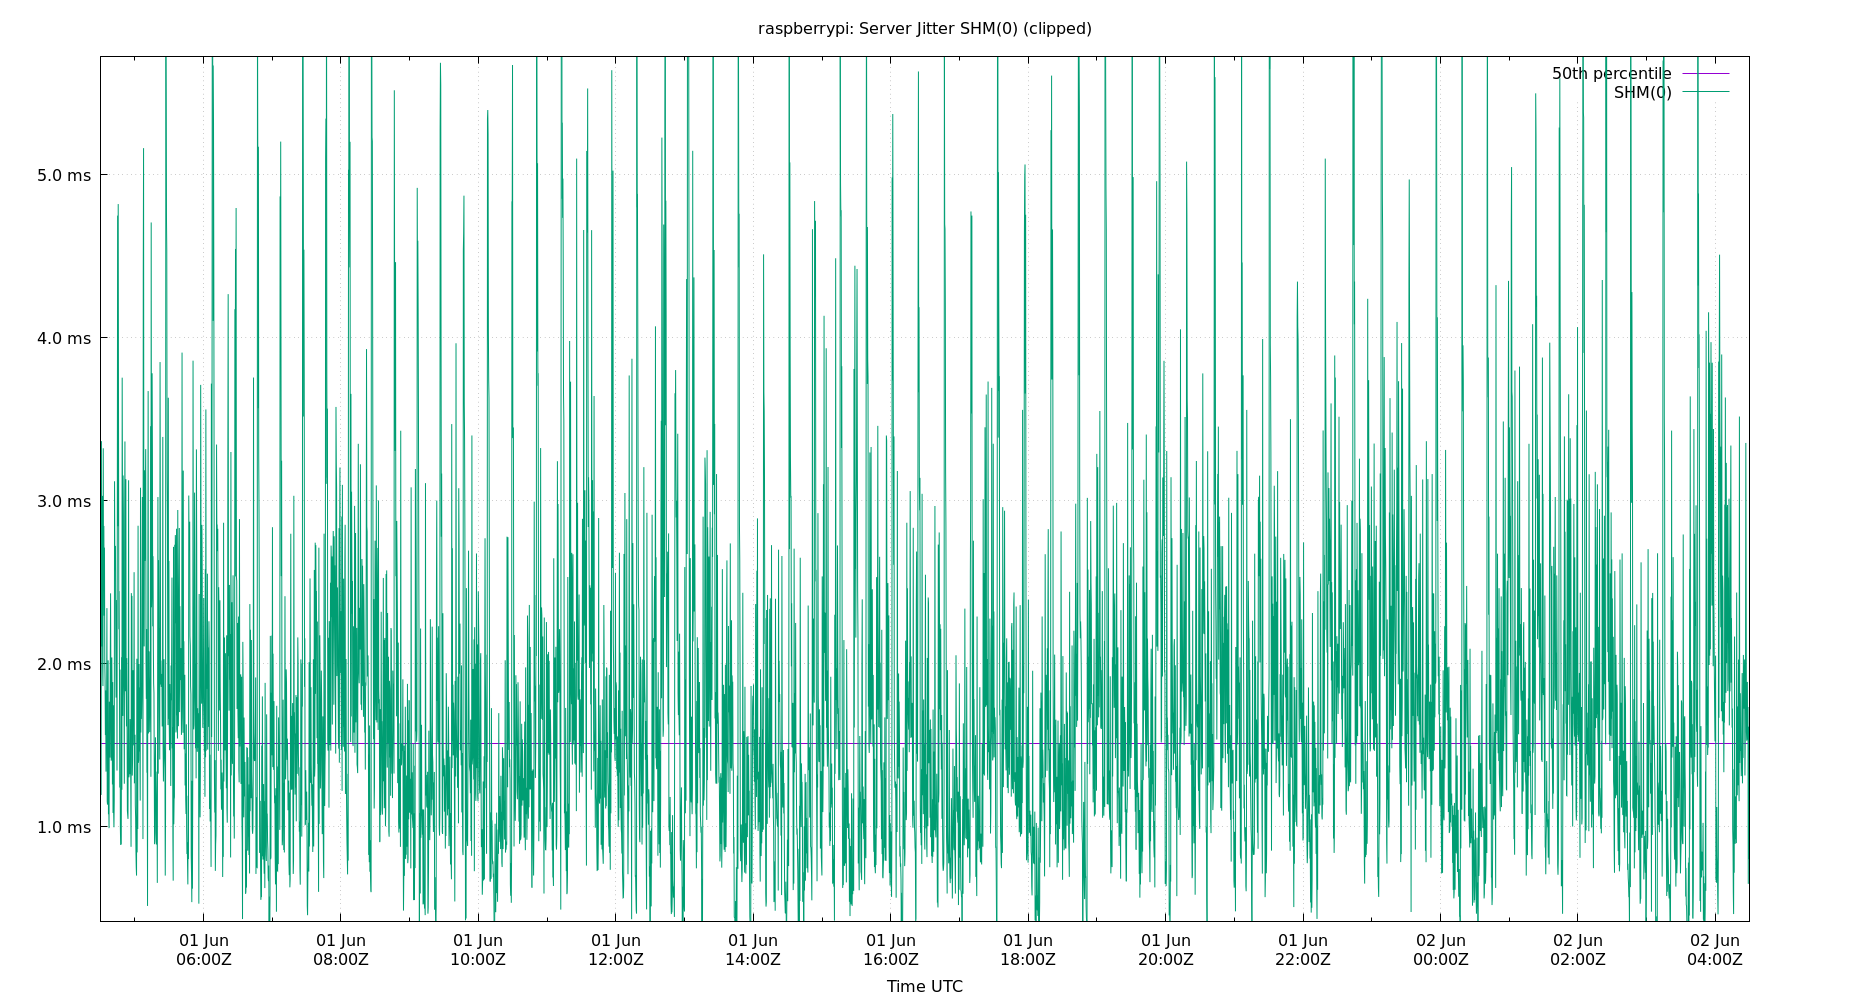 raspberrypi: Server Jitter SHM(0) (clipped)
50th percentile
SHM(0)
5.0 ms
4.0 ms
3.0 ms
2.0 ms
1.0 ms
01 Jun 01 Jun 01 Jun 01 Jun 01 Jun 01 Jun 01 Jun 01 Jun 01 Jun 02 Jun 02 Jun 02 Jun
06:00Z 08:00Z 10:00Z 12:00Z 14:00Z 16:00Z 18:00Z 20:00Z 22:00Z 00:00Z 02:00Z 04:00Z
Time UTC